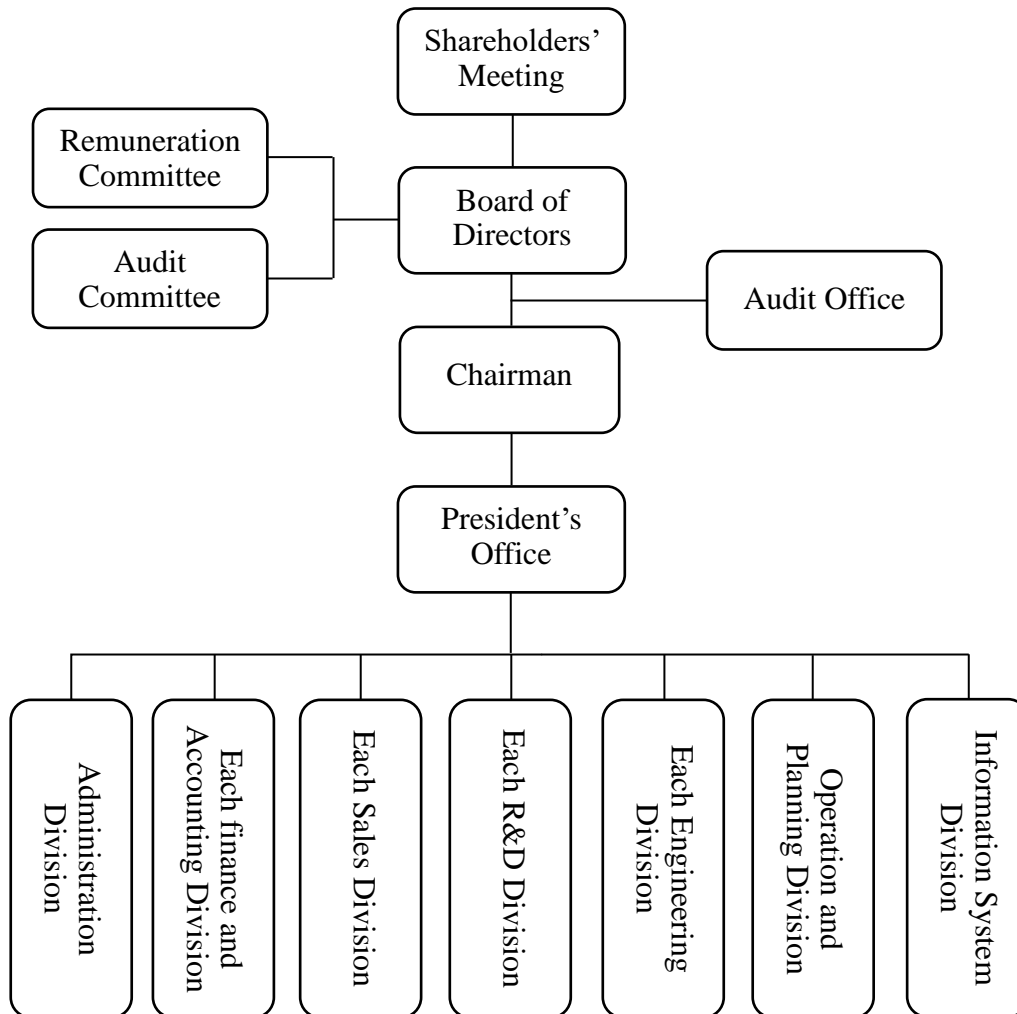 Shareholders’
Meeting
Remuneration
Committee
Board of
Directors
Audit
Committee
Audit Office
Chairman
President’s
Office
Administration
Division
Each finance and
Accounting Division
Each Sales Division
Each R&D Division
Each Engineering
Division
Operation and
Planning Division
Information System
Division